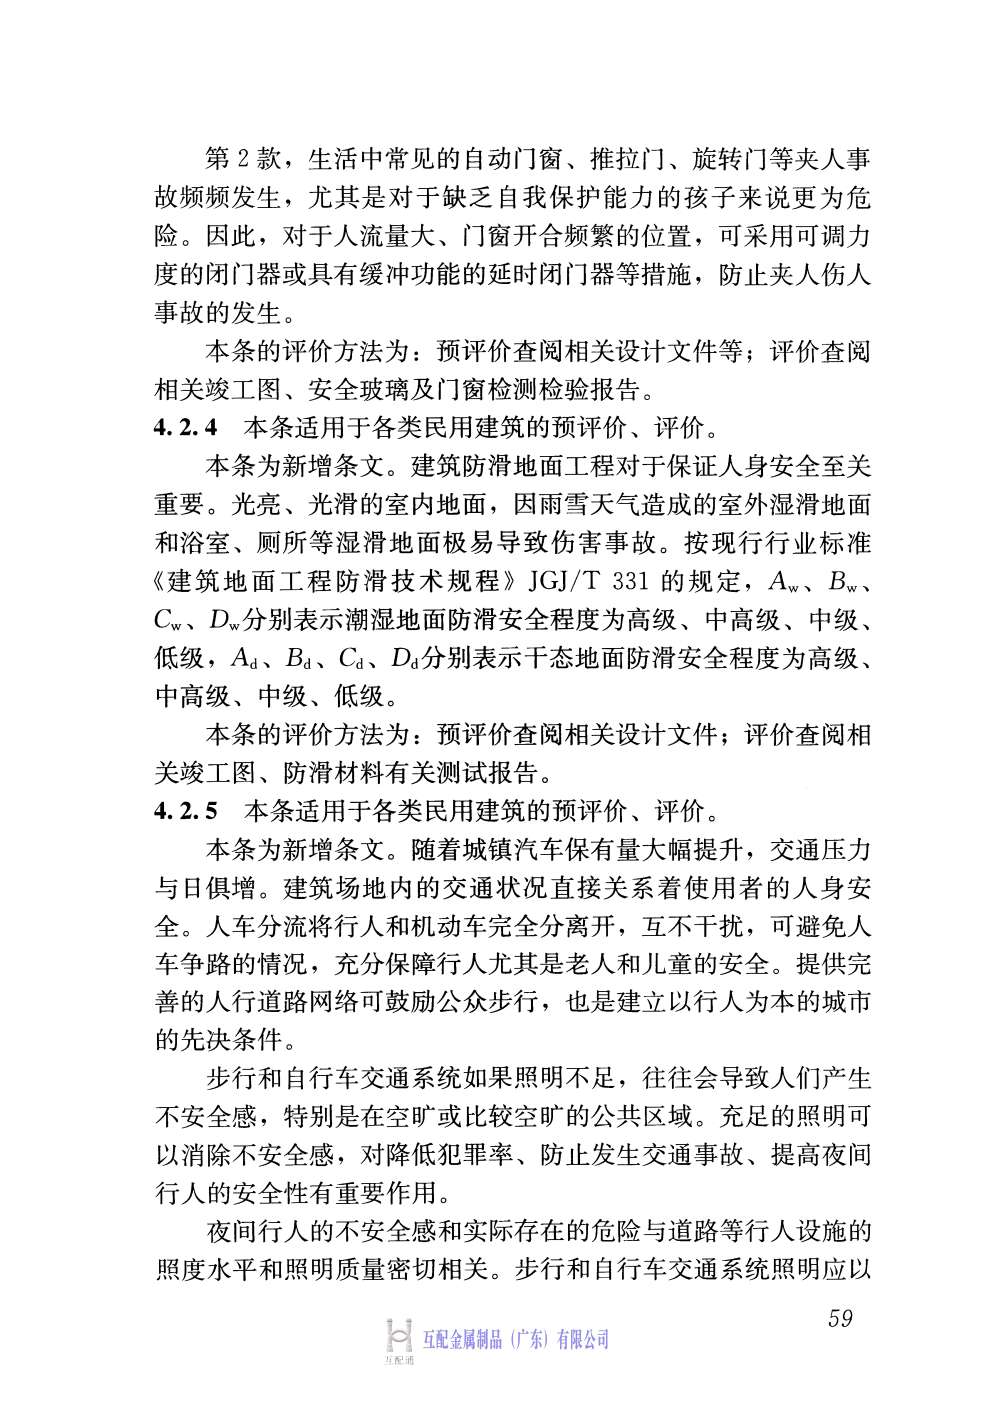 第 2 款，生活中常见的自动门窗、推拉门、旋转门等夹人事
故频频发生，尤其是对于缺乏自我保护能力的孩子来说更为危
险。因此，对于人流量大、门窗开合频繁的位置，可采用可调力
度的闭门器或具有缓冲功能的延时闭门器等措施，防止夹人伤人
事故的发生。
本条的评价方法为：预评价查阅相关设计文件等；评价查阅
相关竣工图、安全玻璃及门窗检测检验报告。
4.2.4 本条适用于各类民用建筑的预评价、评价。
本条为新增条文。建筑防滑地面工程对于保证人身安全至关
重要。光亮、光滑的室内地面，因雨雪天气造成的室外湿滑地面
和浴室、厕所等湿滑地面极易导致伤害事故。按现行行业标准
《建筑地面工程防滑技术规程》JGJ/T 331 的规定，Aw、Bw、
Cw、Dw分别表示潮湿地面防滑安全程度为高级、中高级、中级、
低级，Ad、Bd、Cd、Dd分别表示干态地面防滑安全程度为高级、
中高级、中级、低级。
本条的评价方法为：预评价查阅相关设计文件；评价查阅相
关竣工图、防滑材料有关测试报告。
4.2.5 本条适用于各类民用建筑的预评价、评价。
本条为新增条文。随着城镇汽车保有量大幅提升，交通压力
与日俱增。建筑场地内的交通状况直接关系着使用者的人身安
全。人车分流将行人和机动车完全分离开，互不干扰，可避免人
车争路的情况，充分保障行人尤其是老人和儿童的安全。提供完
善的人行道路网络可鼓励公众步行，也是建立以行人为本的城市
的先决条件。
步行和自行车交通系统如果照明不足，往往会导致人们产生
不安全感，特别是在空旷或比较空旷的公共区域。充足的照明可
以消除不安全感，对降低犯罪率、防止发生交通事故、提高夜间
行人的安全性有重要作用。
夜间行人的不安全感和实际存在的危险与道路等行人设施的
照度水平和照明质量密切相关。步行和自行车交通系统照明应以
59
互配金属制品（广东）有限公司
互配通